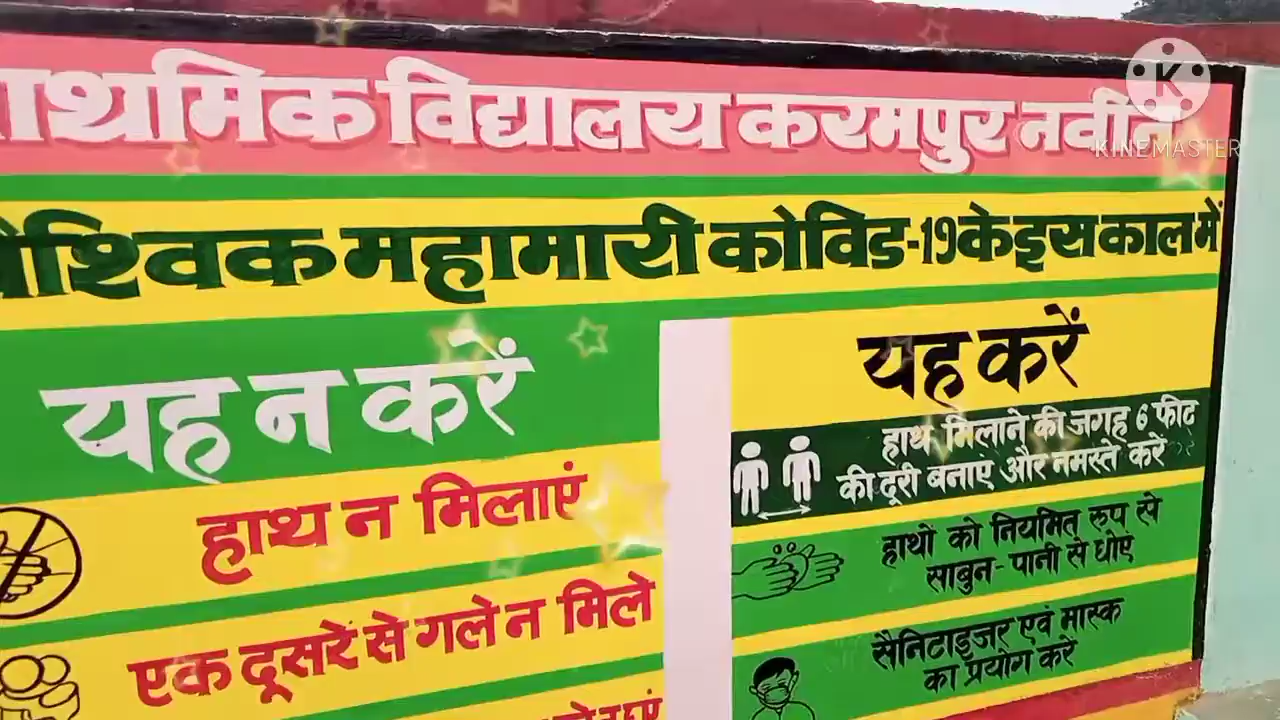 प्राथमिक विद्यालय करमपुर नवीन
KINEMASTER
वैश्विक महामारी कोविड-19 के इस काल में
यह न करें
हाथ न मिलाएं
एक दूसरे से गले न मिले
यह करें
हाथ मिलाने की जगह 6 फीट
की दूरी बनाएं और नमस्ते करें
हाथों को नियमित रुप से
साबुन-पानी से धोएं
सैनिटाइजर एवं मास्क
का प्रयोग करें